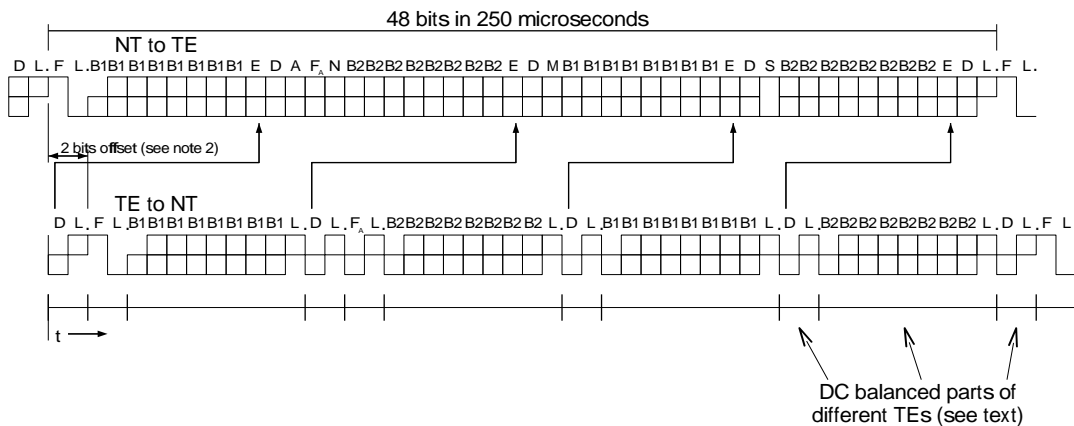 48 bits in 250 microseconds
NT to TE
D L. F L. B1 B1 B1 B1 B1 B1 B1 B1 E D A FA N B2 B2 B2 B2 B2 B2 B2 B2 E D M B1 B1 B1 B1 B1 B1 B1 B1 E D S B2 B2 B2 B2 B2 B2 B2 B2 E D L. F L.
2 bits offset (see note 2)
TE to NT
D L. F L. B1 B1 B1 B1 B1 B1 B1 B1 L. D L. FA L. B2 B2 B2 B2 B2 B2 B2 B2 L. D L. B1 B1 B1 B1 B1 B1 B1 B1 L. D L. B2 B2 B2 B2 B2 B2 B2 B2 L. D L. F L
t
DC balanced parts of
different TEs (see text)